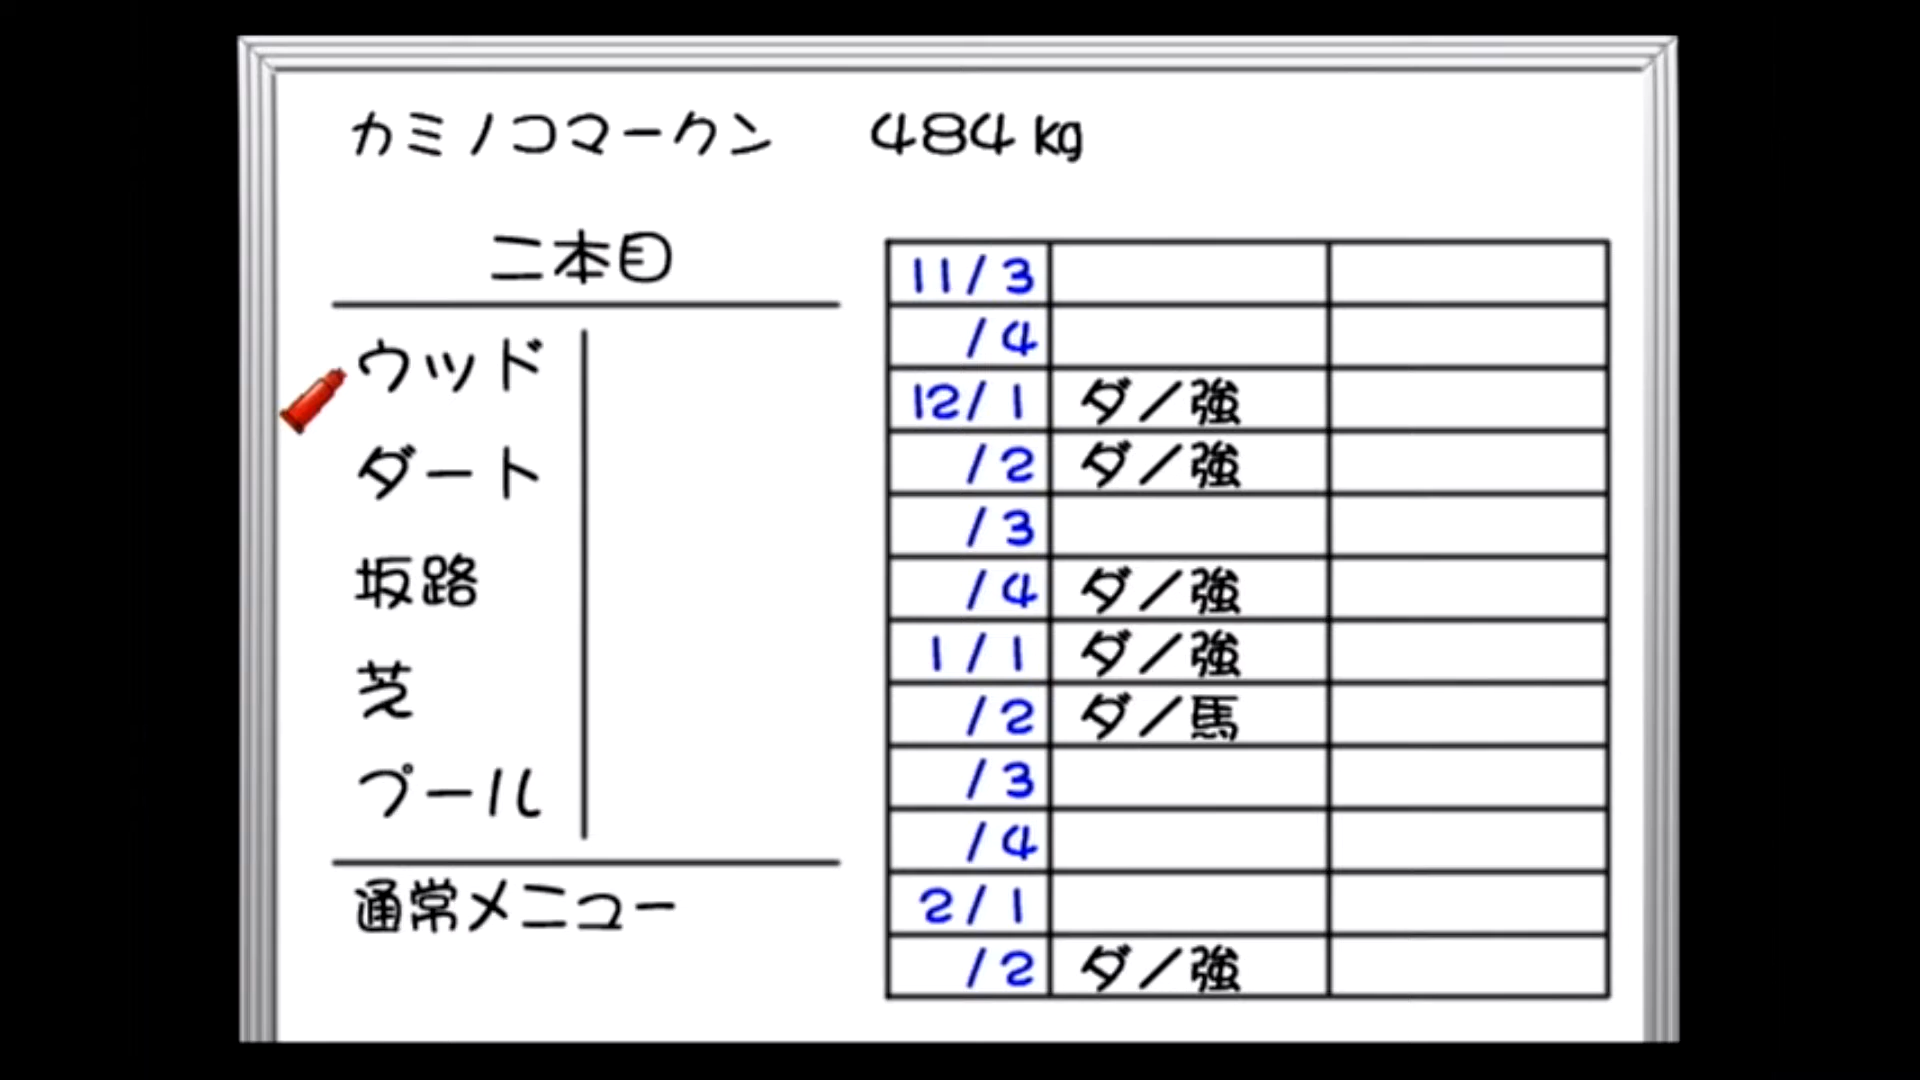 カミノコマークン 484kg
二本目
ウッド
ダート
坂路
芝
プール
通常メニュー
11/3
/4
12/1 ダ/強
/2 ダ/強
/3
/4 ダ/強
1/1 ダ/強
/2 ダ/馬
/3
/4
2/1
/2 ダ/強